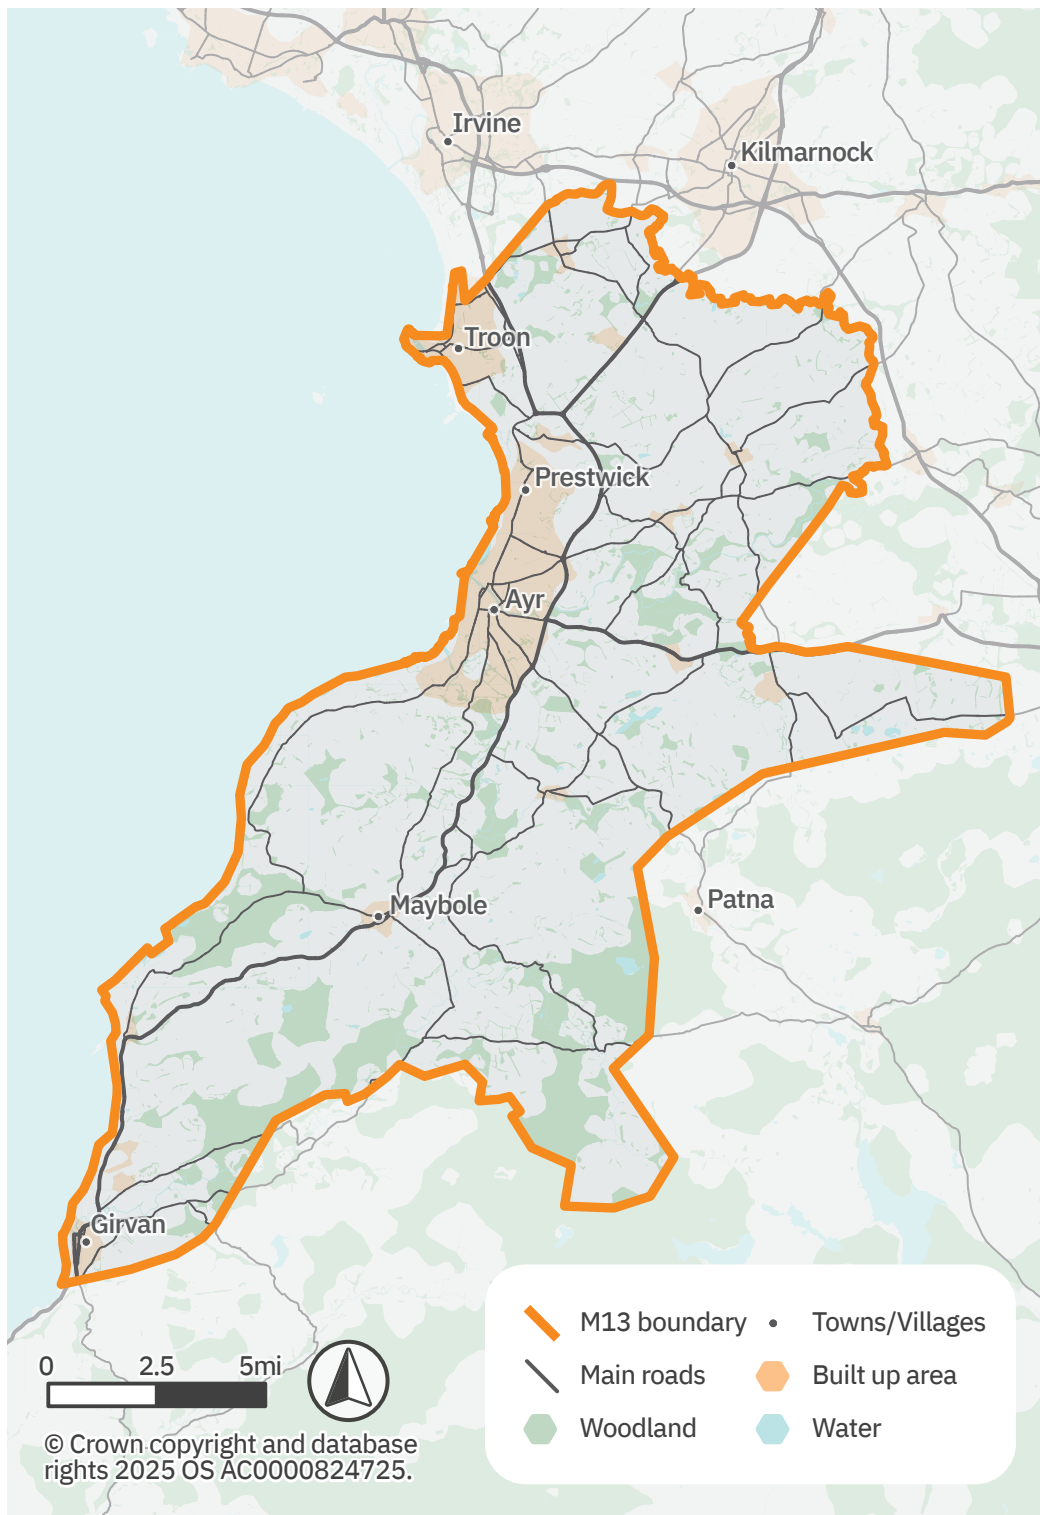 Irvine
Kilmarnock
Troon
Prestwick
Ayr
Maybole
Patna
Girvan
M13 boundary
Towns/Villages
Main roads
Built up area
Woodland
Water
0 2.5 5mi
© Crown copyright and database
rights 2025 OS AC0000824725.